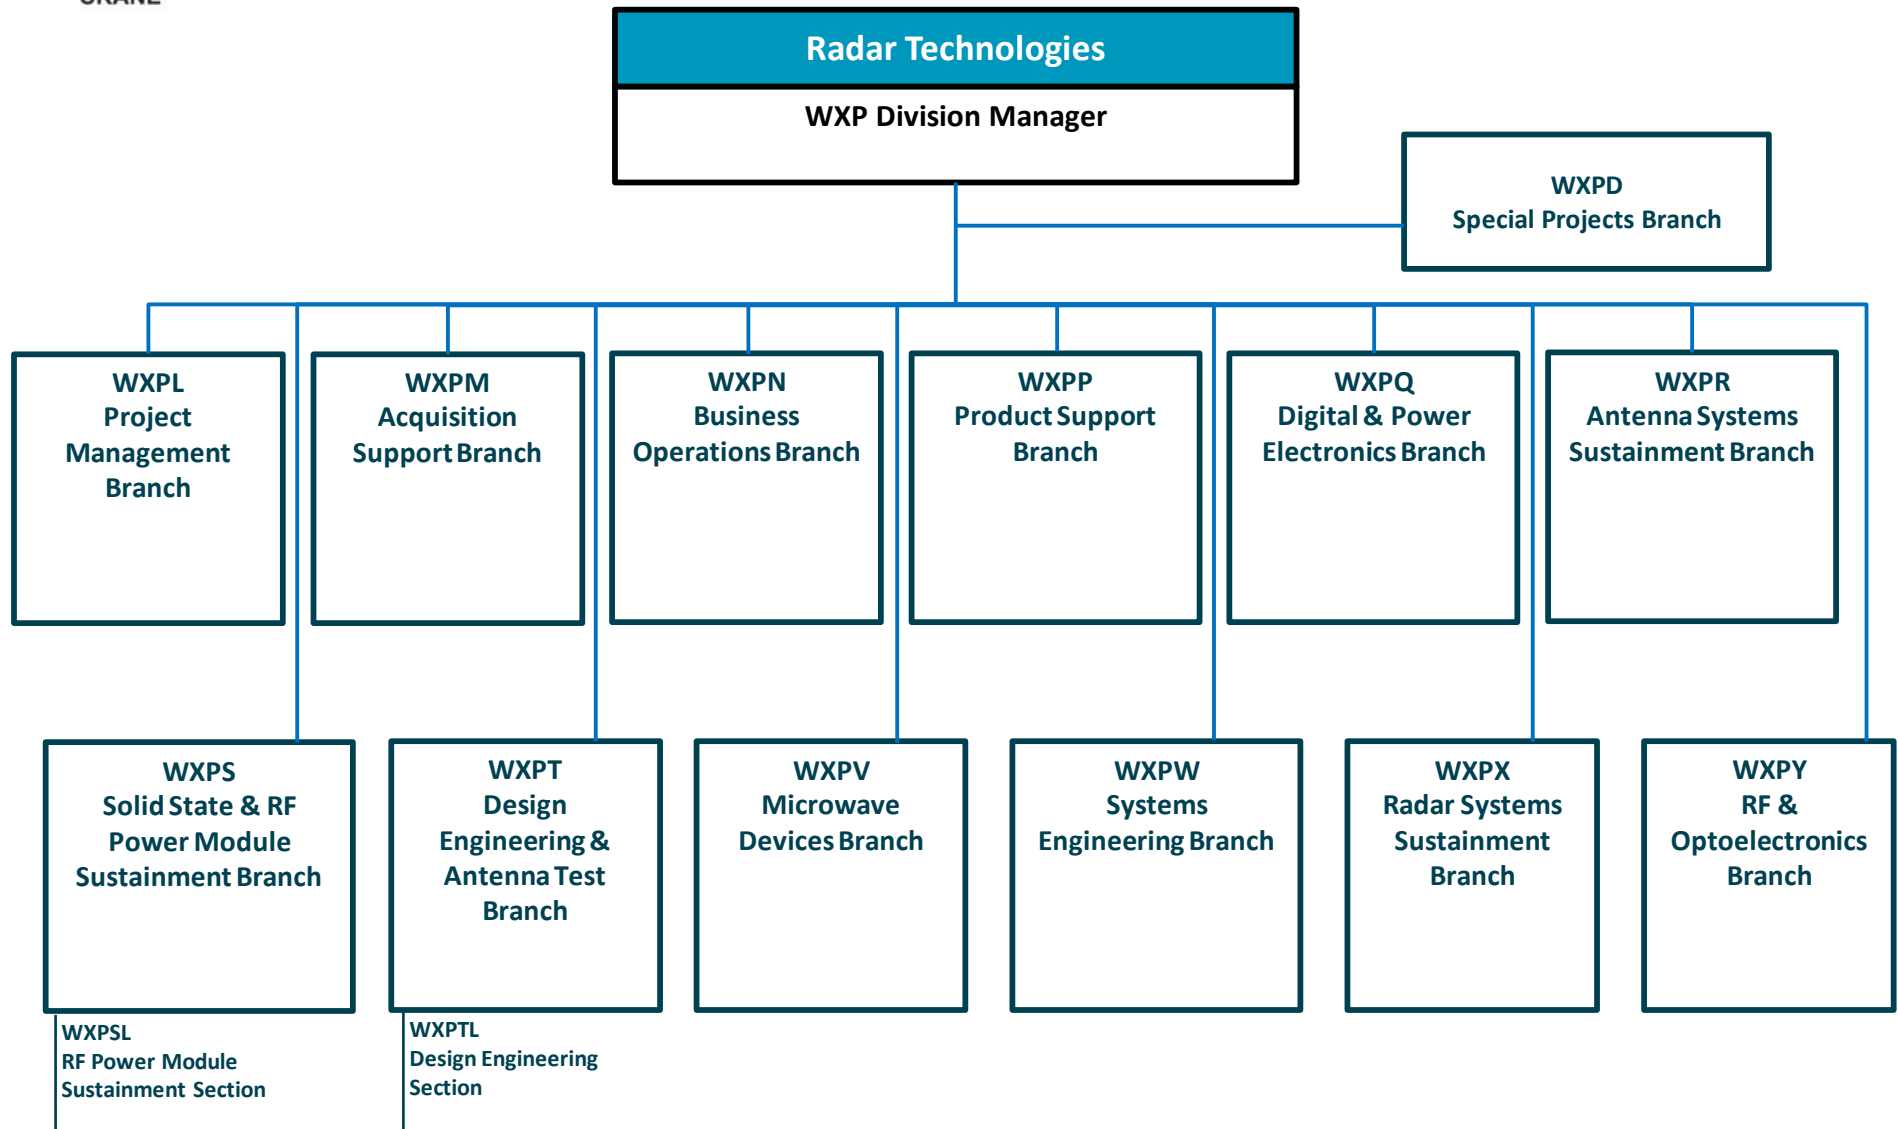 Radar Technologies
WXP Division Manager
WXPD
Special Projects Branch
WXPL
Project
Management
Branch
WXPM
Acquisition
Support Branch
WXPN
Business
Operations Branch
WXPP
Product Support
Branch
WXPQ
Digital & Power
Electronics Branch
WXPR
Antenna Systems
Sustainment Branch
WXPS
Solid State & RF
Power Module
Sustainment Branch
WXPT
Design
Engineering &
Antenna Test
Branch
WXPV
Microwave
Devices Branch
WXPW
Systems
Engineering Branch
WXPX
Radar Systems
Sustainment
Branch
WXPY
RF &
Optoelectronics
Branch
WXPSL
RF Power Module
Sustainment Section
WXPTL
Design Engineering
Section